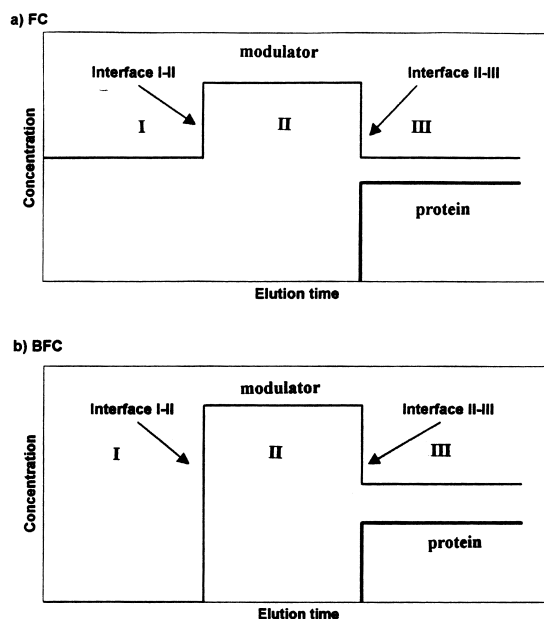 a) FC
modulator
Interface I-II
Interface II-III
I
II
III
Concentration
protein
Elution time
b) BFC
modulator
Interface I-II
Interface II-III
I
II
III
Concentration
protein
Elution time